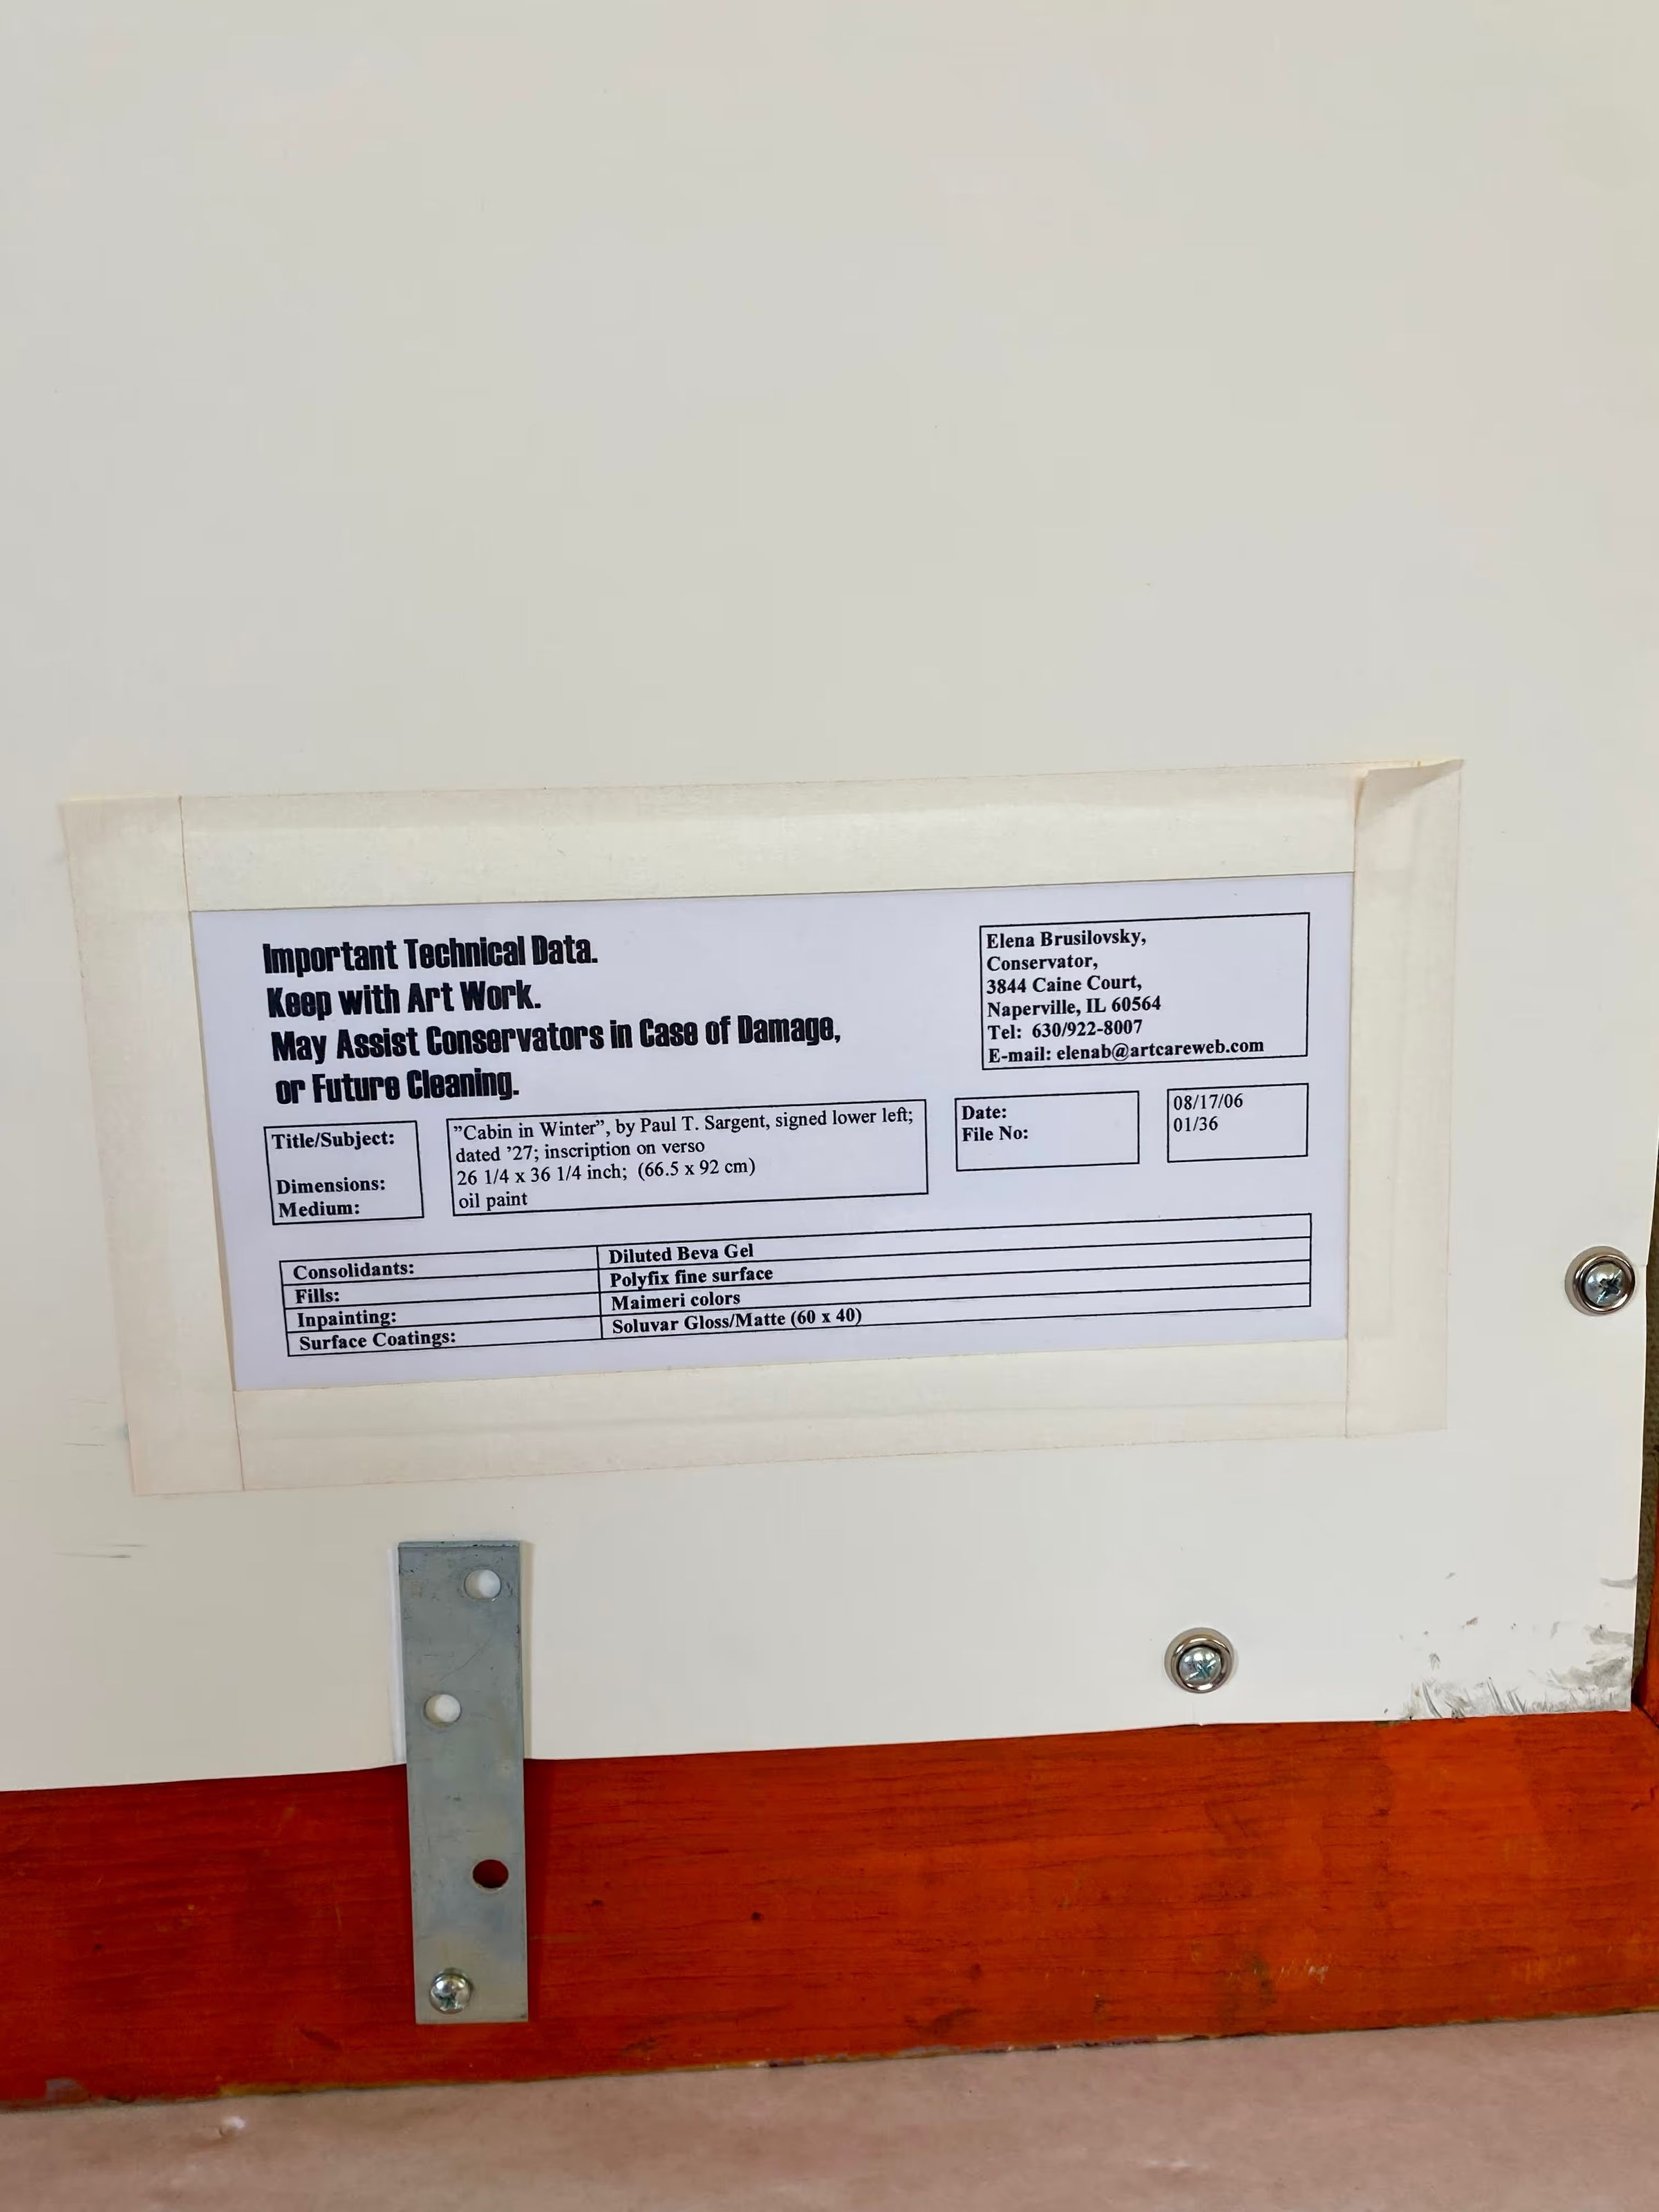 Important Technical Data.
Keep with Art Work.
May Assist Conservators in Case of Damage,
or Future Cleaning.
Elena Brusilovsky,
Conservator,
3844 Caine Court,
Naperville, IL 60564
Tel: 630/922-8007
E-mail: elenab@artcareweb.com
Title/Subject: ”Cabin in Winter”, by Paul T. Sargent, signed lower left;
dated ’27; inscription on verso
Dimensions: 26 1/4 x 36 1/4 inch; (66.5 x 92 cm)
Medium: oil paint
Date: 08/17/06
File No: 01/36
Consolidants: Diluted Beva Gel
Fills: Polyfix fine surface
Inpainting: Maimeri colors
Surface Coatings: Soluvar Gloss/Matte (60 x 40)